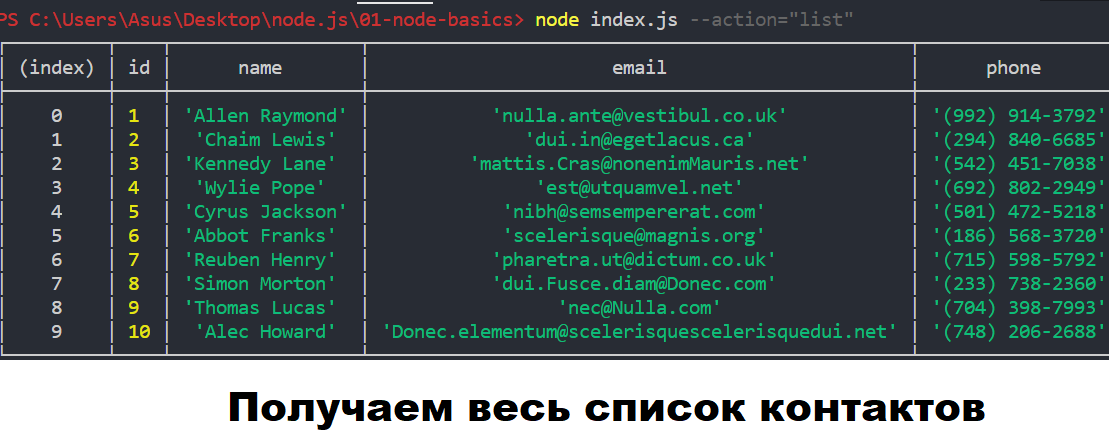 PS C:\Users\Asus\Desktop\node.js\01-node-basics> node index.js --action="list"
(index) id name email phone
0 1 'Allen Raymond' 'nulla.ante@vestibul.co.uk' '(992) 914-3792'
1 2 'Chaim Lewis' 'dui.in@egetlacus.ca' '(294) 840-6685'
2 3 'Kennedy Lane' 'mattis.Cras@nonenimMauris.net' '(542) 451-7038'
3 4 'Wylie Pope' 'est@utquamvel.net' '(692) 802-2949'
4 5 'Cyrus Jackson' 'nibh@semsempererat.com' '(501) 472-5218'
5 6 'Abbot Franks' 'scelerisque@magnis.org' '(186) 568-3720'
6 7 'Reuben Henry' 'pharetra.ut@dictum.co.uk' '(715) 598-5792'
7 8 'Simon Morton' 'dui.Fusce.diam@Donec.com' '(233) 738-2360'
8 9 'Thomas Lucas' 'nec@Nulla.com' '(704) 398-7993'
9 10 'Alec Howard' 'Donec.elementum@scelerisquescelerisquedui.net' '(748) 206-2688'
Получаем весь список контактов